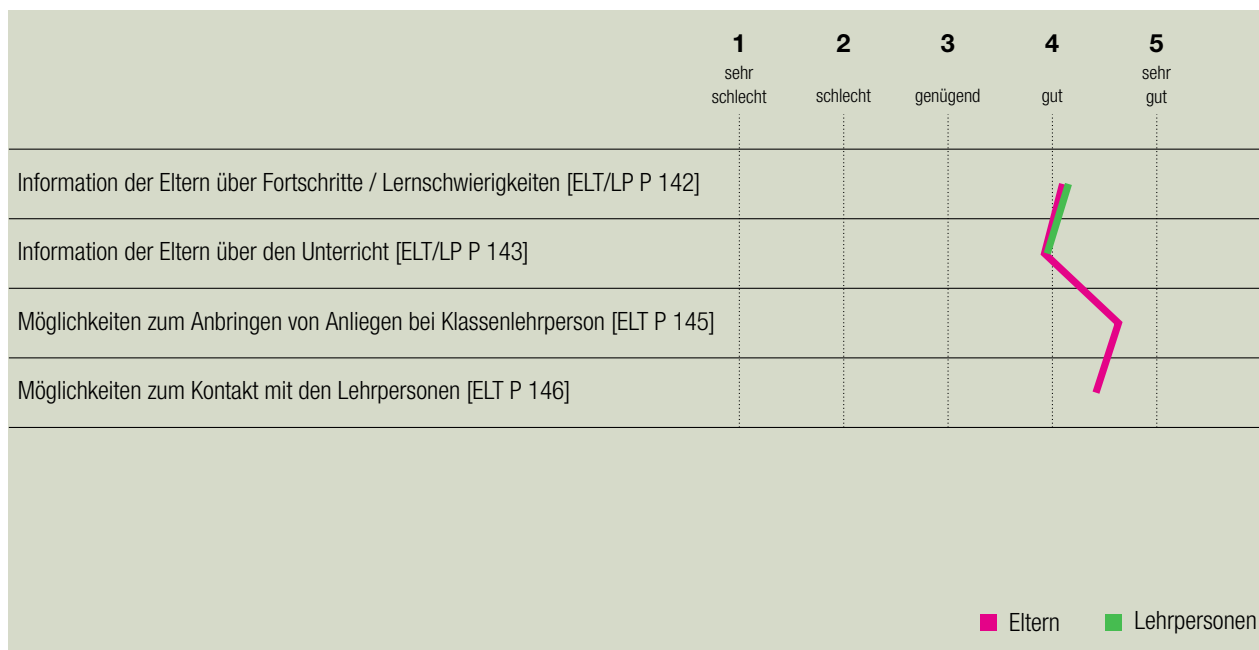 1 2 3 4 5
sehr schlecht schlecht genügend gut sehr gut
Information der Eltern über Fortschritte / Lernschwierigkeiten [ELT/LP P 142]
Information der Eltern über den Unterricht [ELT/LP P 143]
Möglichkeiten zum Anbringen von Anliegen bei Klassenlehrperson [ELT P 145]
Möglichkeiten zum Kontakt mit den Lehrpersonen [ELT P 146]
Eltern Lehrpersonen